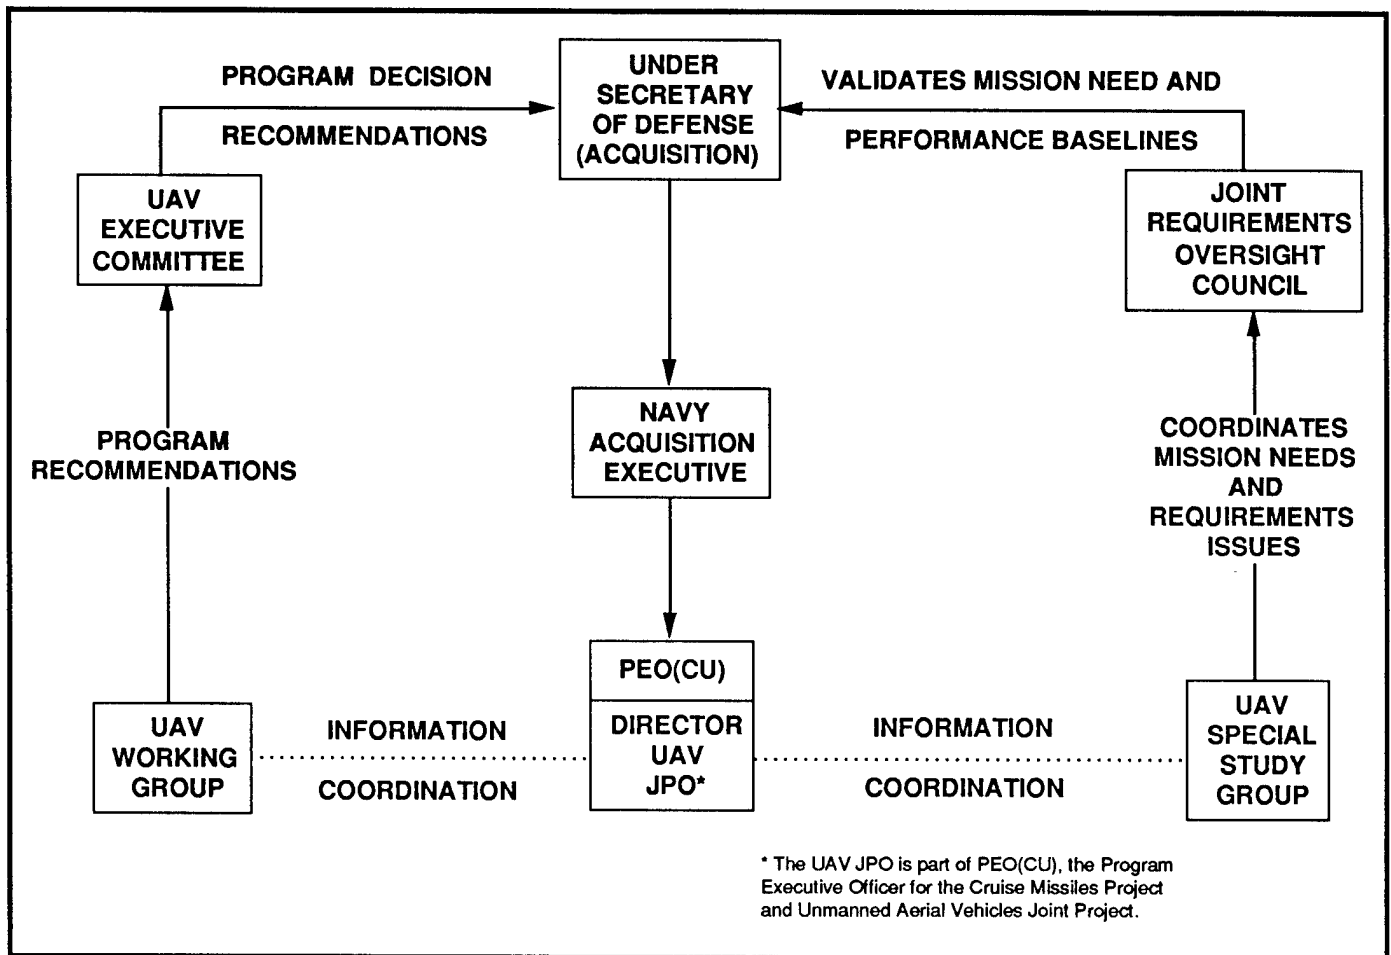 PROGRAM DECISION
RECOMMENDATIONS
UNDER
SECRETARY
OF DEFENSE
(ACQUISITION)
VALIDATES MISSION NEED AND
PERFORMANCE BASELINES
UAV
EXECUTIVE
COMMITTEE
JOINT
REQUIREMENTS
OVERSIGHT
COUNCIL
NAVY
ACQUISITION
EXECUTIVE
PROGRAM
RECOMMENDATIONS
COORDINATES
MISSION NEEDS
AND
REQUIREMENTS
ISSUES
UAV
WORKING
GROUP
INFORMATION
COORDINATION
PEO(CU)
DIRECTOR
UAV
JPO*
INFORMATION
COORDINATION
UAV
SPECIAL
STUDY
GROUP
* The UAV JPO is part of PEO(CU), the Program
Executive Officer for the Cruise Missiles Project
and Unmanned Aerial Vehicles Joint Project.